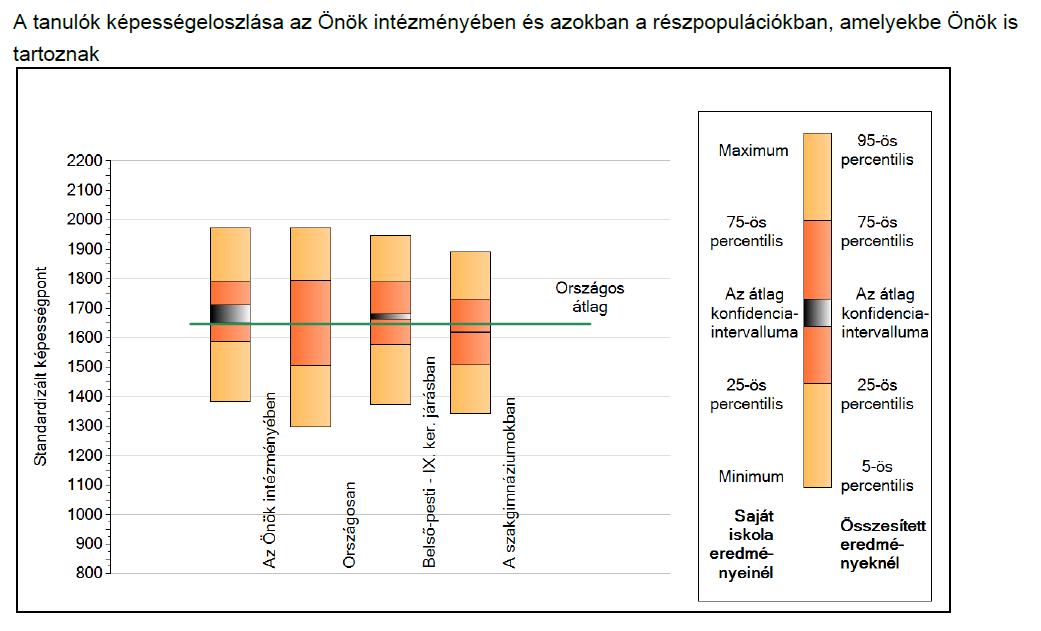 A tanulók képességeloszlása az Önök intézményében és azokban a részpopulációkban, amelyekbe Önök is
tartoznak
Standardizált képességpont
2200
2100
2000
1900
1800
1700
1600
1500
1400
1300
1200
1100
1000
900
800
Az Önök intézményében
Országosan
Belső-pesti - IX. ker. járásban
A szakgimnáziumokban
Országos
átlag
Maximum
75-ös
percentilis
Az átlag
konfidencia-
intervalluma
25-ös
percentilis
Minimum
Saját
iskola
eredmé-
nyeinél
95-ös
percentilis
75-ös
percentilis
Az átlag
konfidencia-
intervalluma
25-ös
percentilis
5-ös
percentilis
Összesített
eredmé-
nyeknél